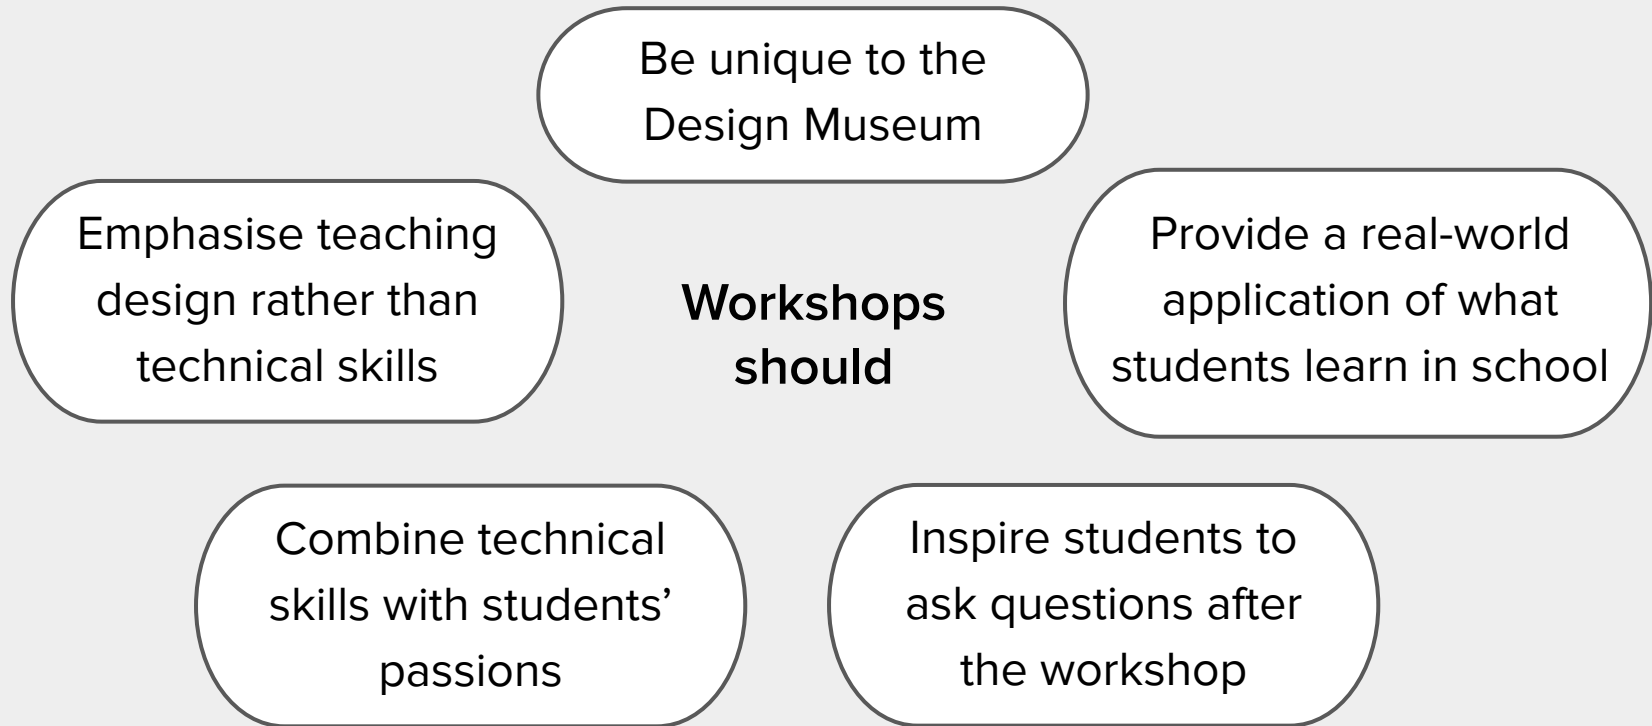 Be unique to the
Design Museum
Emphasise teaching
design rather than
technical skills
Workshops
should
Provide a real-world
application of what
students learn in school
Combine technical
skills with students’
passions
Inspire students to
ask questions after
the workshop